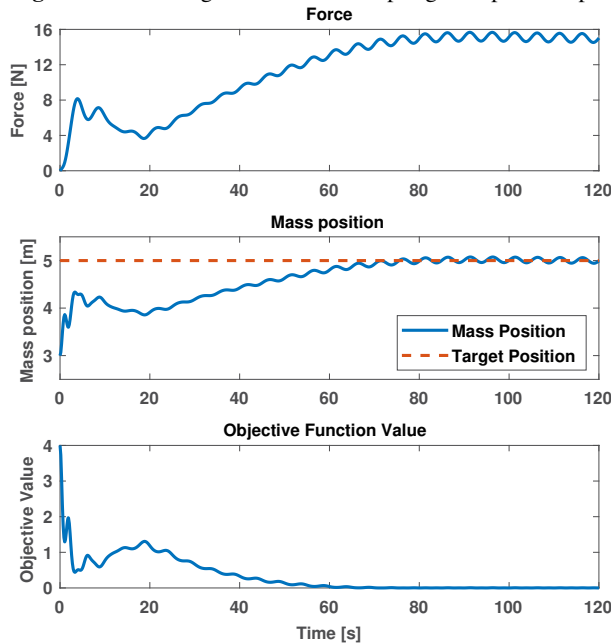 Force
Force [N]
16
12
8
4
0
0 20 40 60 80 100 120
Mass position
Mass position [m]
5
4
3
Mass Position
Target Position
0 20 40 60 80 100 120
Objective Function Value
Objective Value
4
3
2
1
0
0 20 40 60 80 100 120
Time [s]